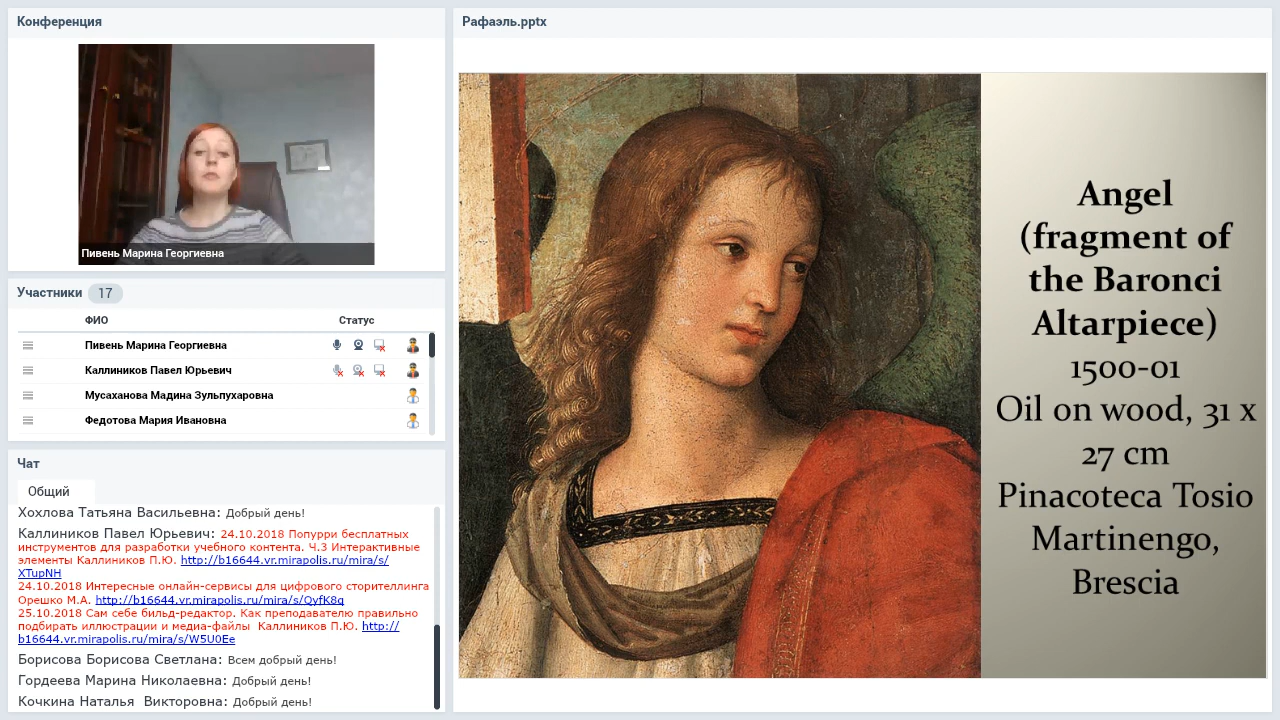 Конференция
Пивень Марина Георгиевна
Участники 17
ФИО Статус
Пивень Марина Георгиевна
Каллиников Павел Юрьевич
Мусаханова Мадина Зульпухаровна
Федотова Мария Ивановна
Чат
Общий
Хохлова Татьяна Васильевна: Добрый день!
Каллиников Павел Юрьевич: 24.10.2018 Попурри бесплатных
инструментов для разработки учебного контента. Ч.3 Интерактивные
элементы Каллиников П.Ю. http://b16644.vr.mirapolis.ru/mira/s/
XTupNH
24.10.2018 Интересные онлайн-сервисы для цифрового сторителлинга
Орешко М.А. http://b16644.vr.mirapolis.ru/mira/s/QyfK8q
25.10.2018 Сам себе бильд-редактор. Как преподавателю правильно
подбирать иллюстрации и медиа-файлы Каллиников П.Ю. http://
b16644.vr.mirapolis.ru/mira/s/W5U0Ee
Борисова Борисова Светлана: Всем добрый день!
Гордеева Марина Николаевна: Добрый день!
Кочкина Наталья Викторовна: Добрый день!
Рафаэль.pptx
Angel
(fragment of
the Baronci
Altarpiece)
1500-01
Oil on wood, 31 x
27 cm
Pinacoteca Tosio
Martinengo,
Brescia